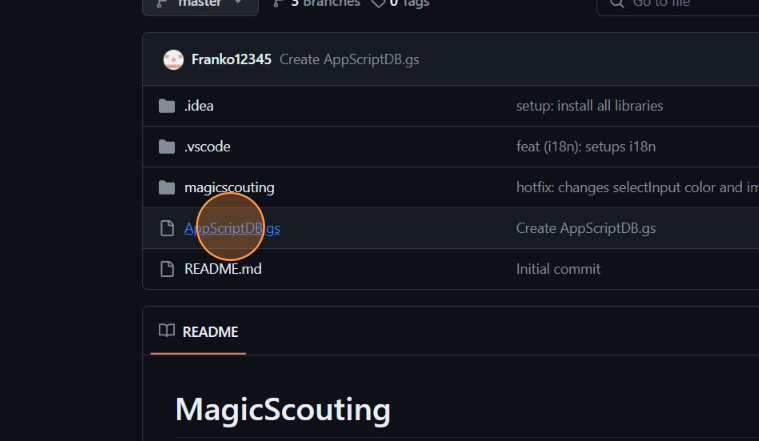 master 3 Branches 0 Tags Go to file
Franko12345 Create AppScriptDB.gs
.idea setup: install all libraries
.vscode feat (i18n): setups i18n
magicscouting hotfix: changes selectInput color and im
AppScriptDB.gs Create AppScriptDB.gs
README.md Initial commit
README
MagicScouting